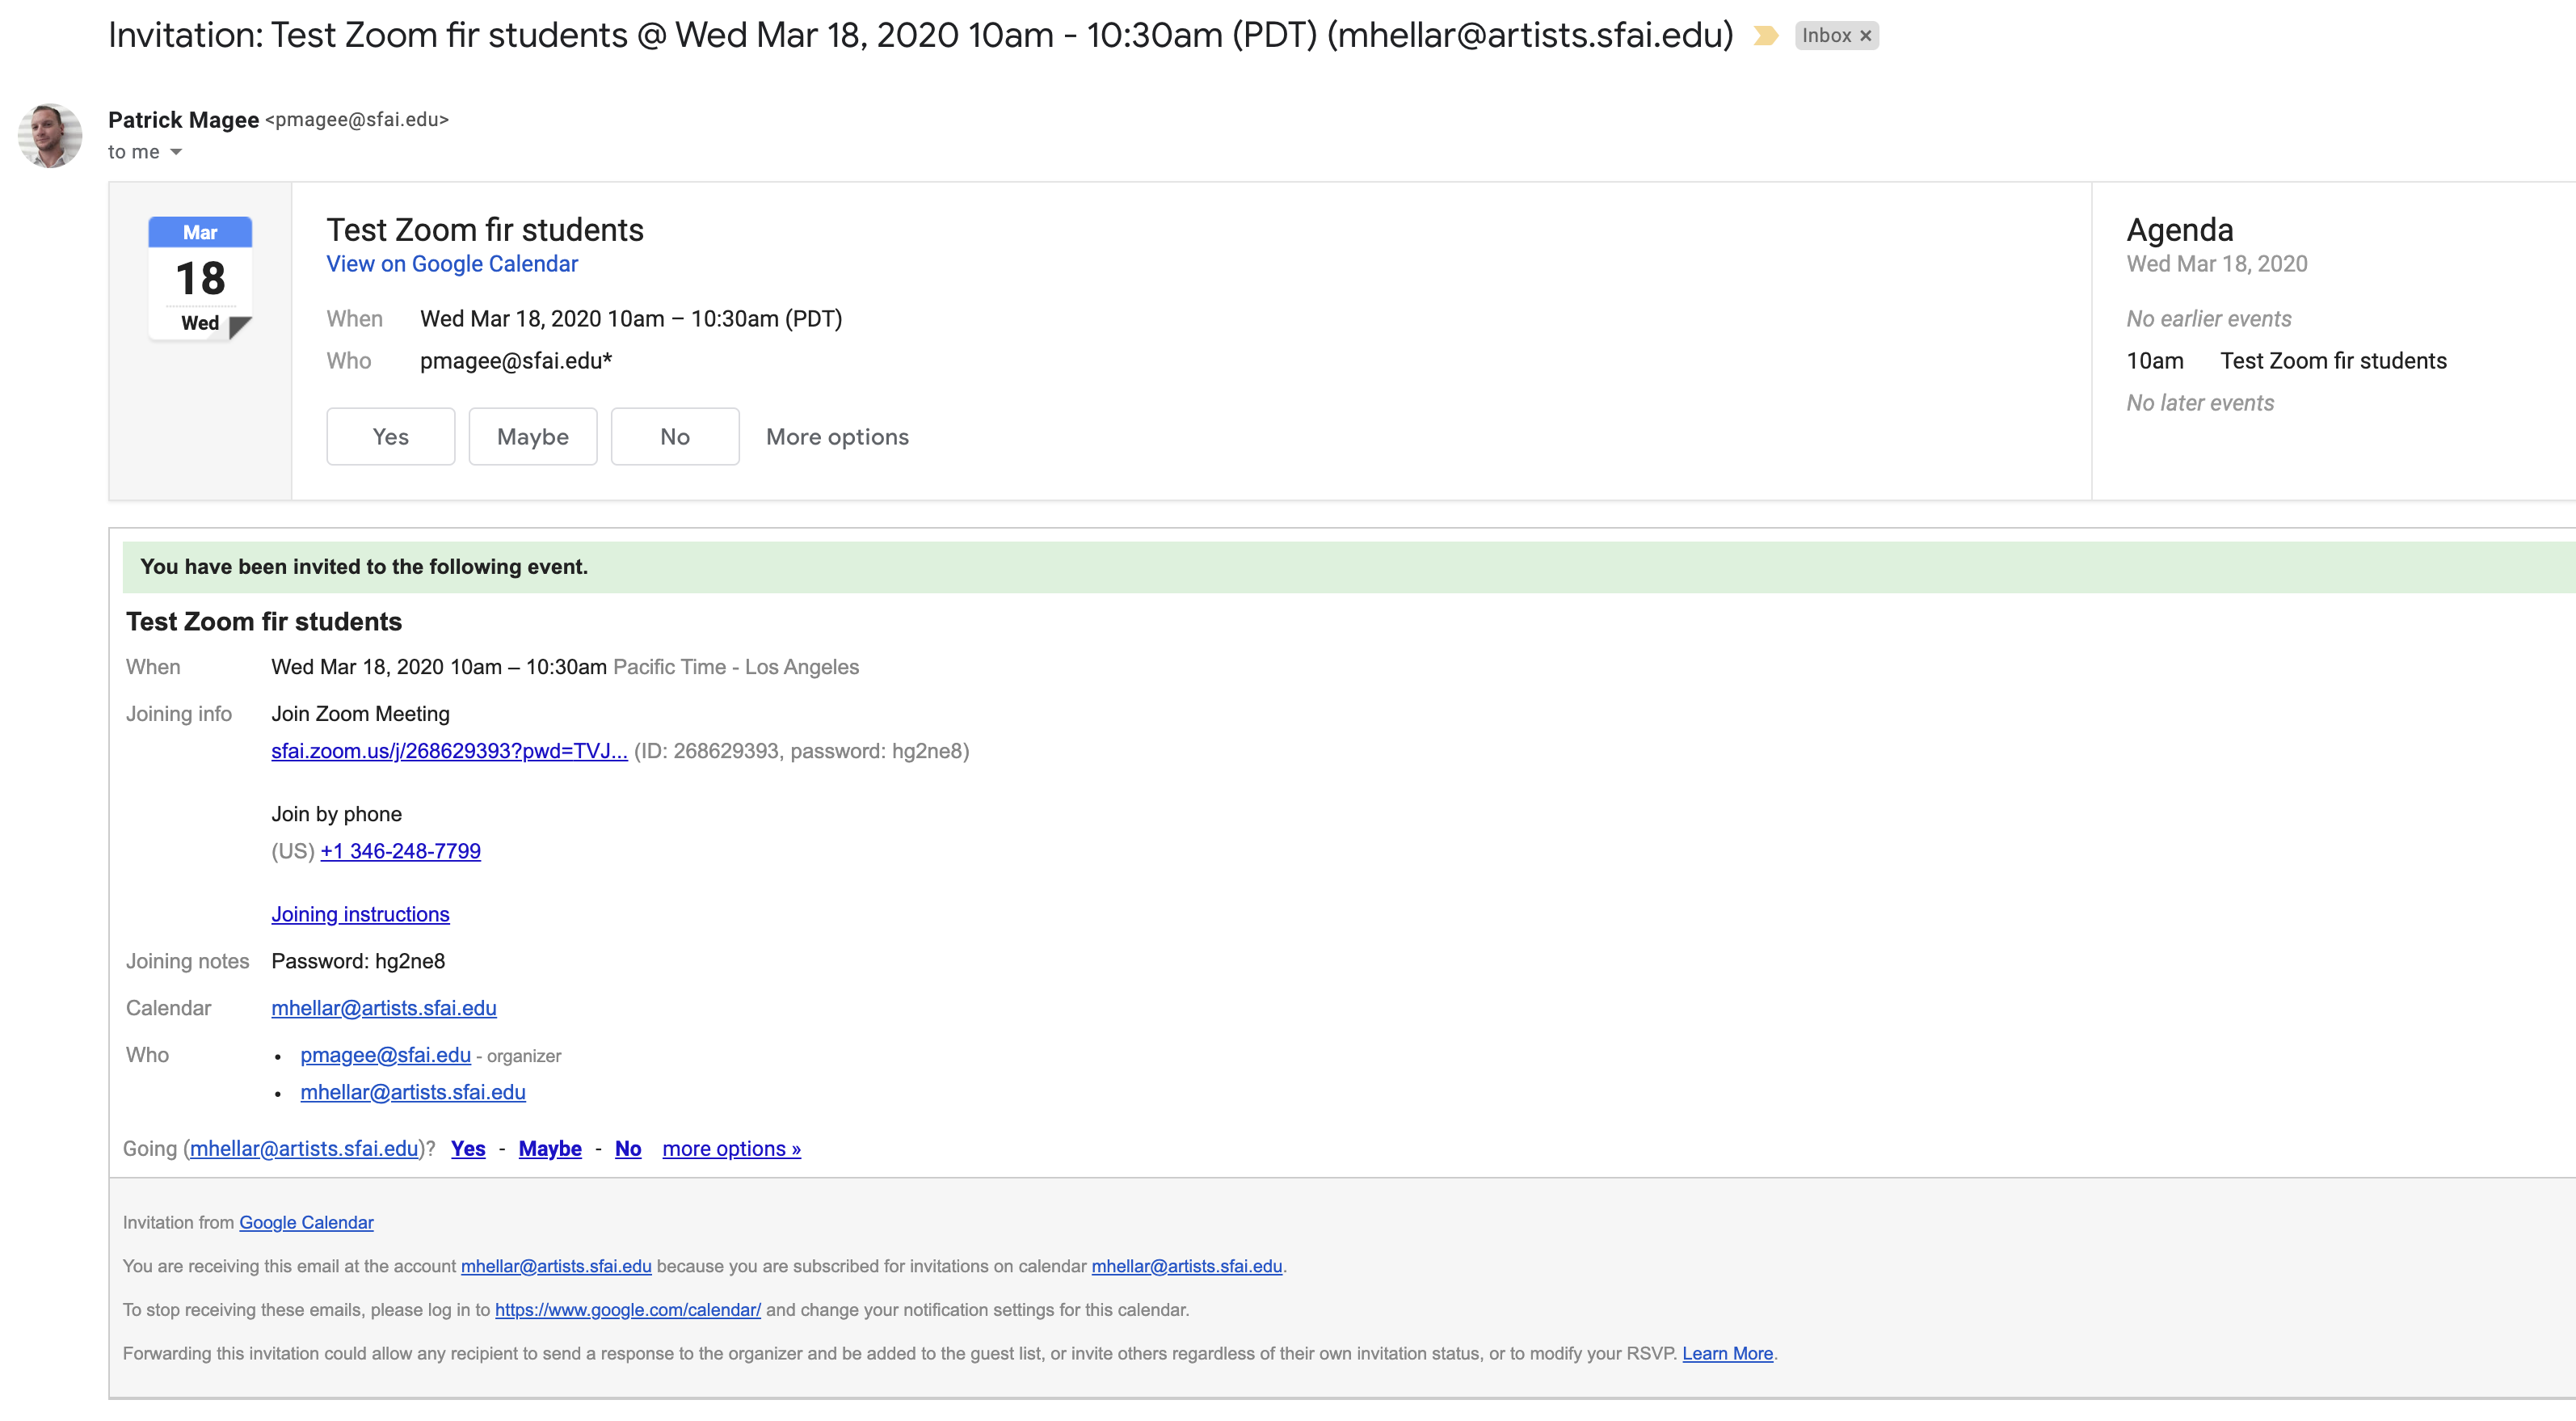 Invitation: Test Zoom fir students @ Wed Mar 18, 2020 10am - 10:30am (PDT) (mhellar@artists.sfai.edu) Inbox ×
Patrick Magee <pmagee@sfai.edu>
to me
Mar
18
Wed
Test Zoom fir students
View on Google Calendar
When Wed Mar 18, 2020 10am – 10:30am (PDT)
Who pmagee@sfai.edu*
Yes Maybe No More options
Agenda
Wed Mar 18, 2020
No earlier events
10am Test Zoom fir students
No later events
You have been invited to the following event.
Test Zoom fir students
When Wed Mar 18, 2020 10am – 10:30am Pacific Time - Los Angeles
Joining info Join Zoom Meeting
sfai.zoom.us/j/268629393?pwd=TVJ... (ID: 268629393, password: hg2ne8)
Join by phone
(US) +1 346-248-7799
Joining instructions
Joining notes Password: hg2ne8
Calendar mhellar@artists.sfai.edu
Who • pmagee@sfai.edu - organizer
• mhellar@artists.sfai.edu
Going (mhellar@artists.sfai.edu)? Yes - Maybe - No more options »
Invitation from Google Calendar
You are receiving this email at the account mhellar@artists.sfai.edu because you are subscribed for invitations on calendar mhellar@artists.sfai.edu.
To stop receiving these emails, please log in to https://www.google.com/calendar/ and change your notification settings for this calendar.
Forwarding this invitation could allow any recipient to send a response to the organizer and be added to the guest list, or invite others regardless of their own invitation status, or to modify your RSVP. Learn More.